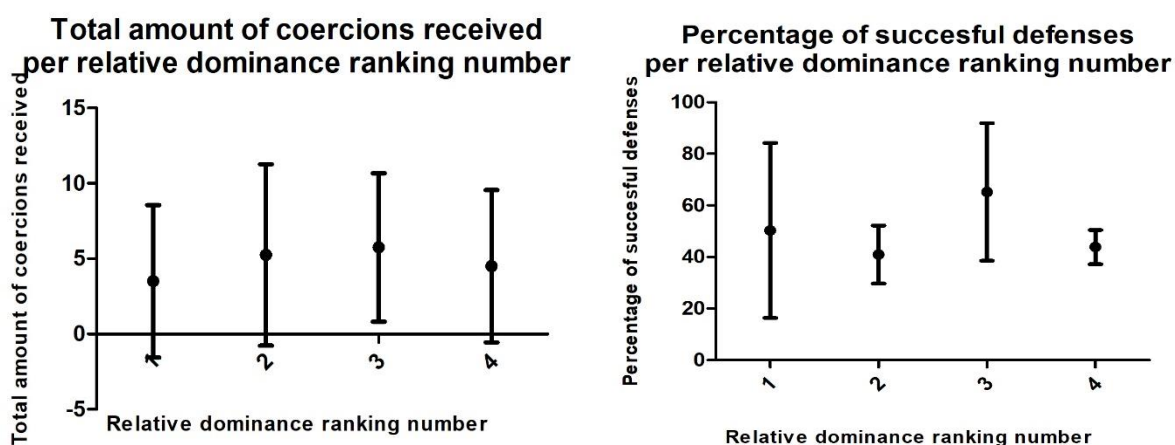 Total amount of coercions received
per relative dominance ranking number
Total amount of coercions received
15
10
5
0
-5
1
2
3
4
Relative dominance ranking number
Percentage of succesful defenses
per relative dominance ranking number
Percentage of succesful defenses
100
80
60
40
20
0
1
2
3
4
Relative dominance ranking number